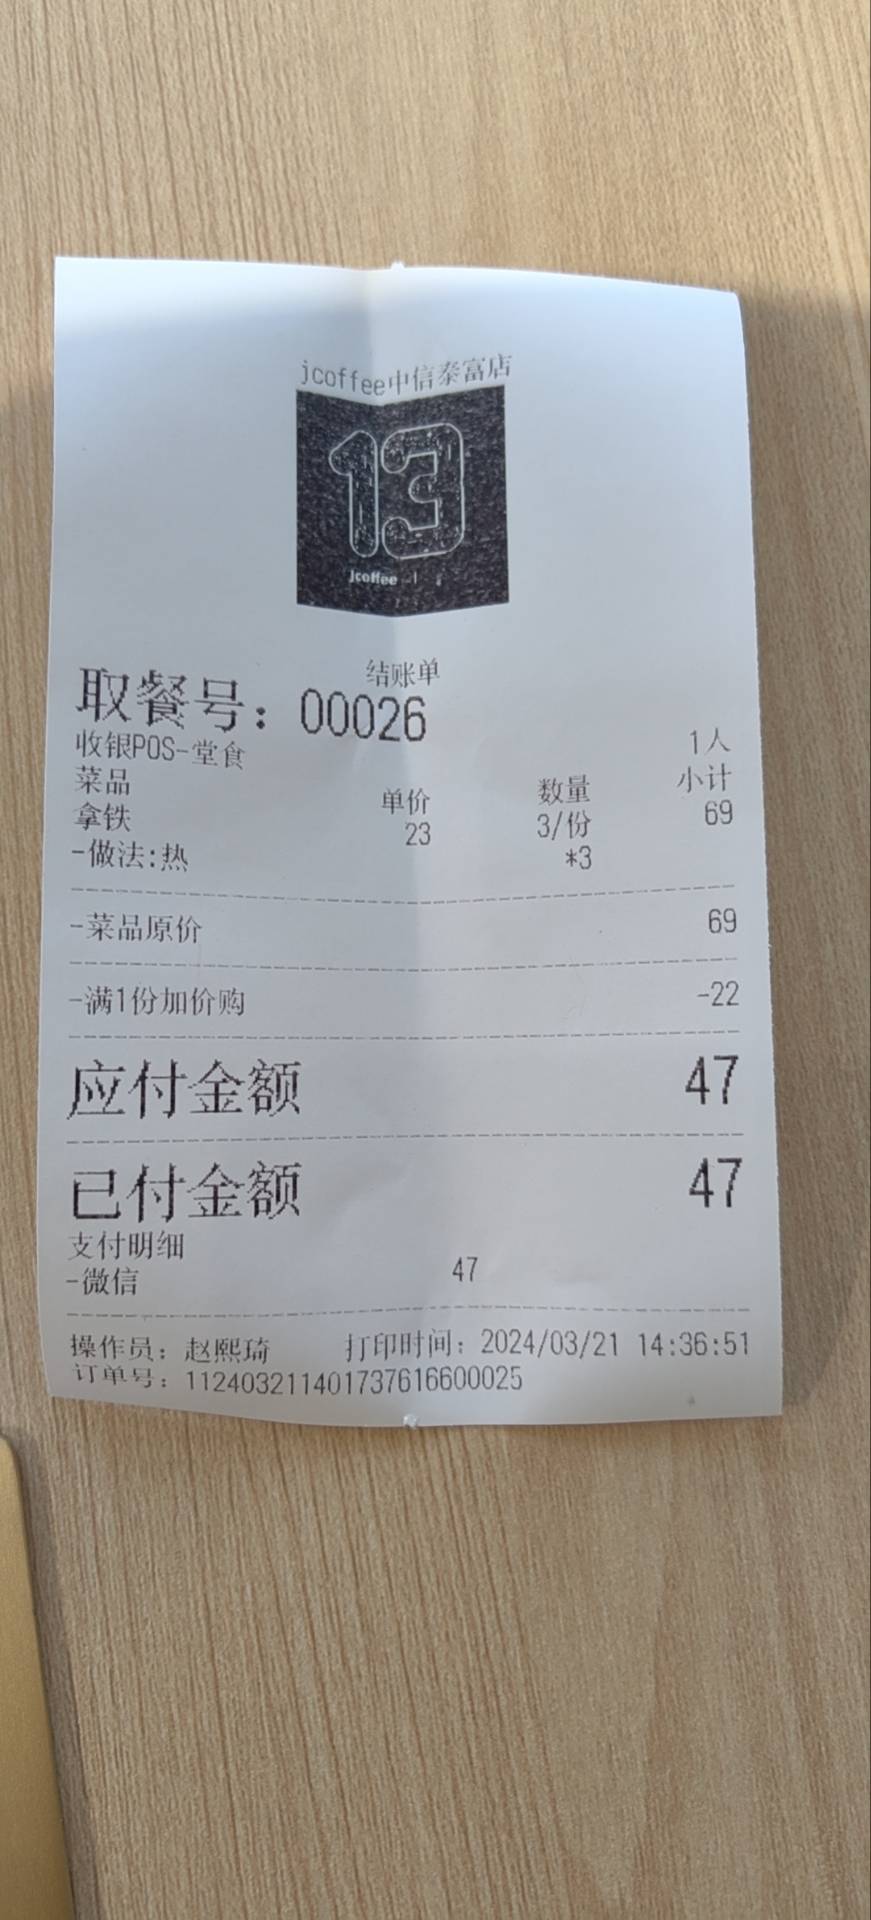 jcoffee中信泰富店
13
jcoffee
结账单
取餐号：00026
收银POS-堂食 1人
菜品 单价 数量 小计
拿铁 23 3/份 69
-做法:热 *3
-菜品原价 69
-满1份加价购 -22
应付金额 47
已付金额 47
支付明细
-微信 47
操作员：赵熙琦 打印时间：2024/03/21 14:36:51
订单号：112403211401737616600025